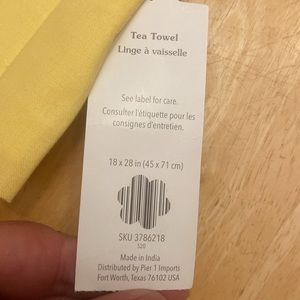 Tea Towel
Linge à vaisselle
See label for care.
Consulter l'étiquette pour les
consignes d'entretien.
18 x 28 in (45 x 71 cm)
SKU 3786218
520
Made in India
Distributed by Pier 1 Imports
Fort Worth, Texas 76102 USA